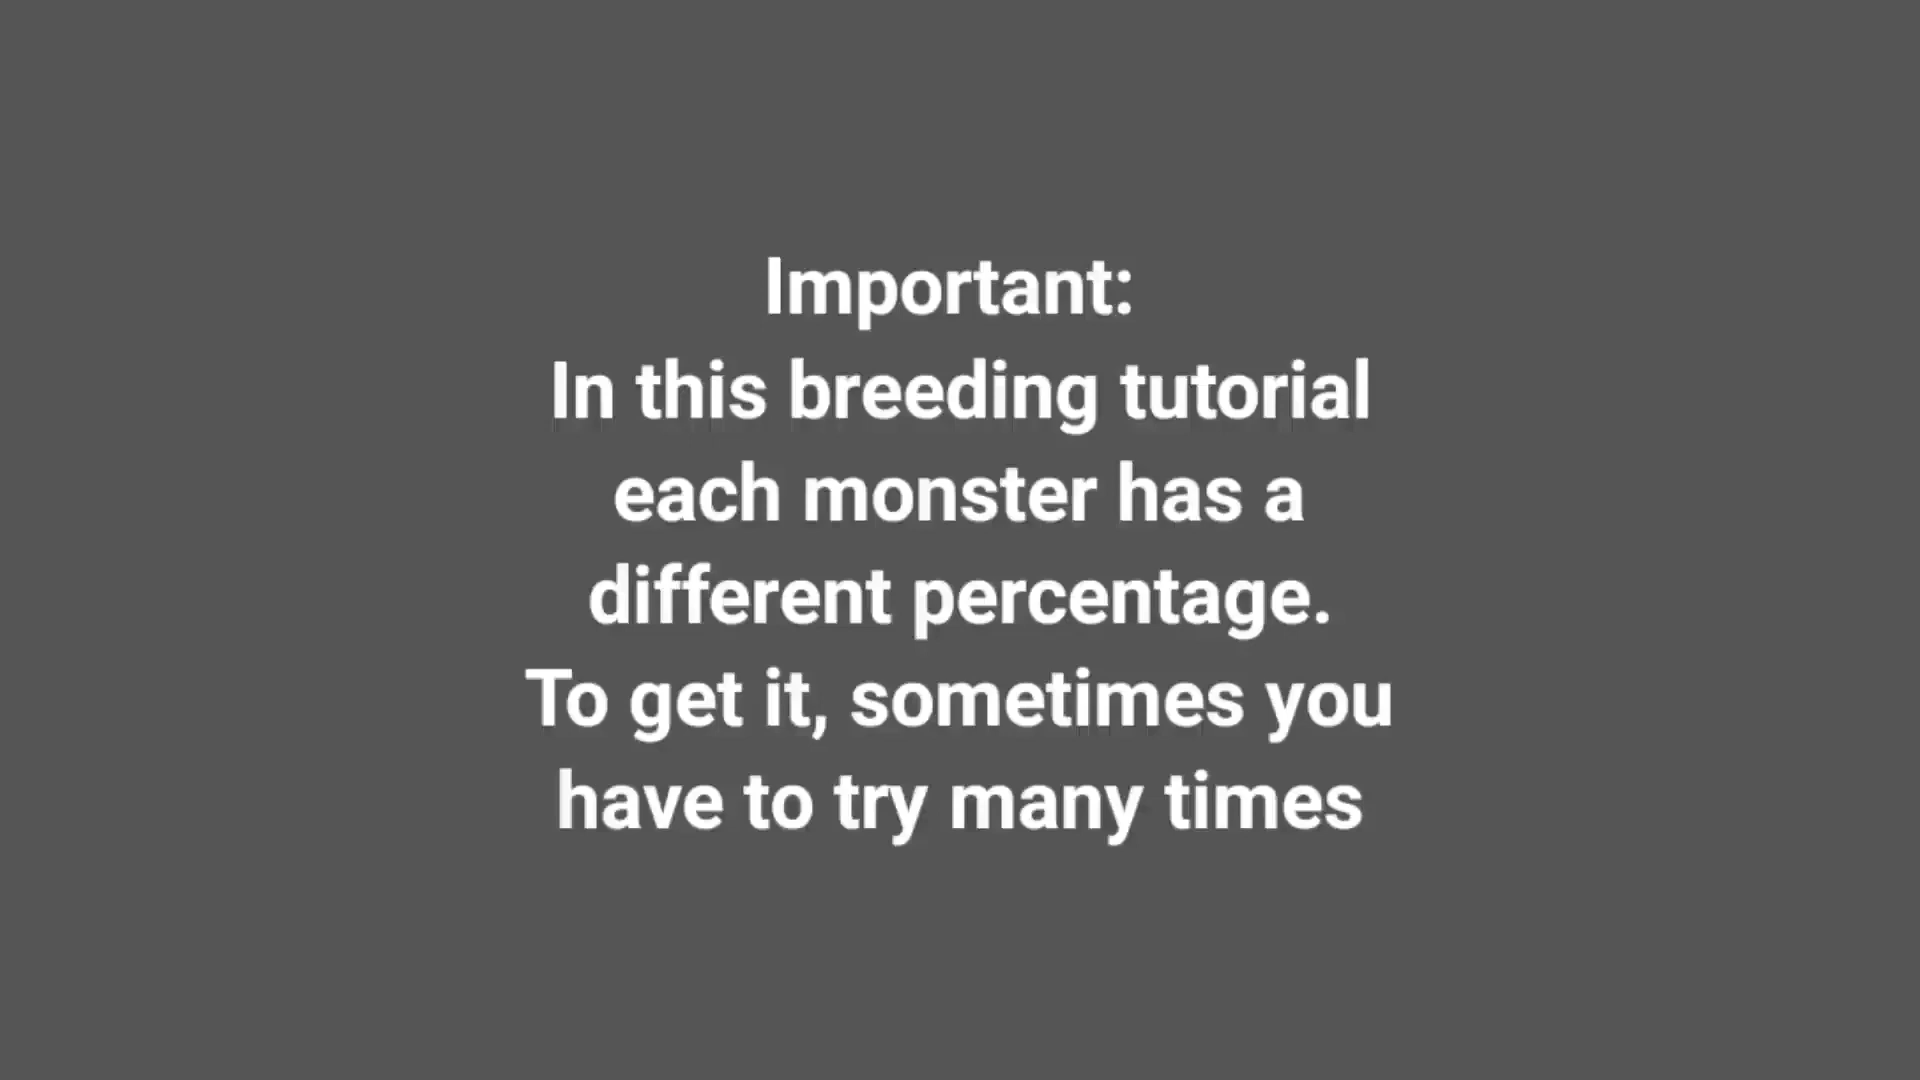 Important:
In this breeding tutorial
each monster has a
different percentage.
To get it, sometimes you
have to try many times